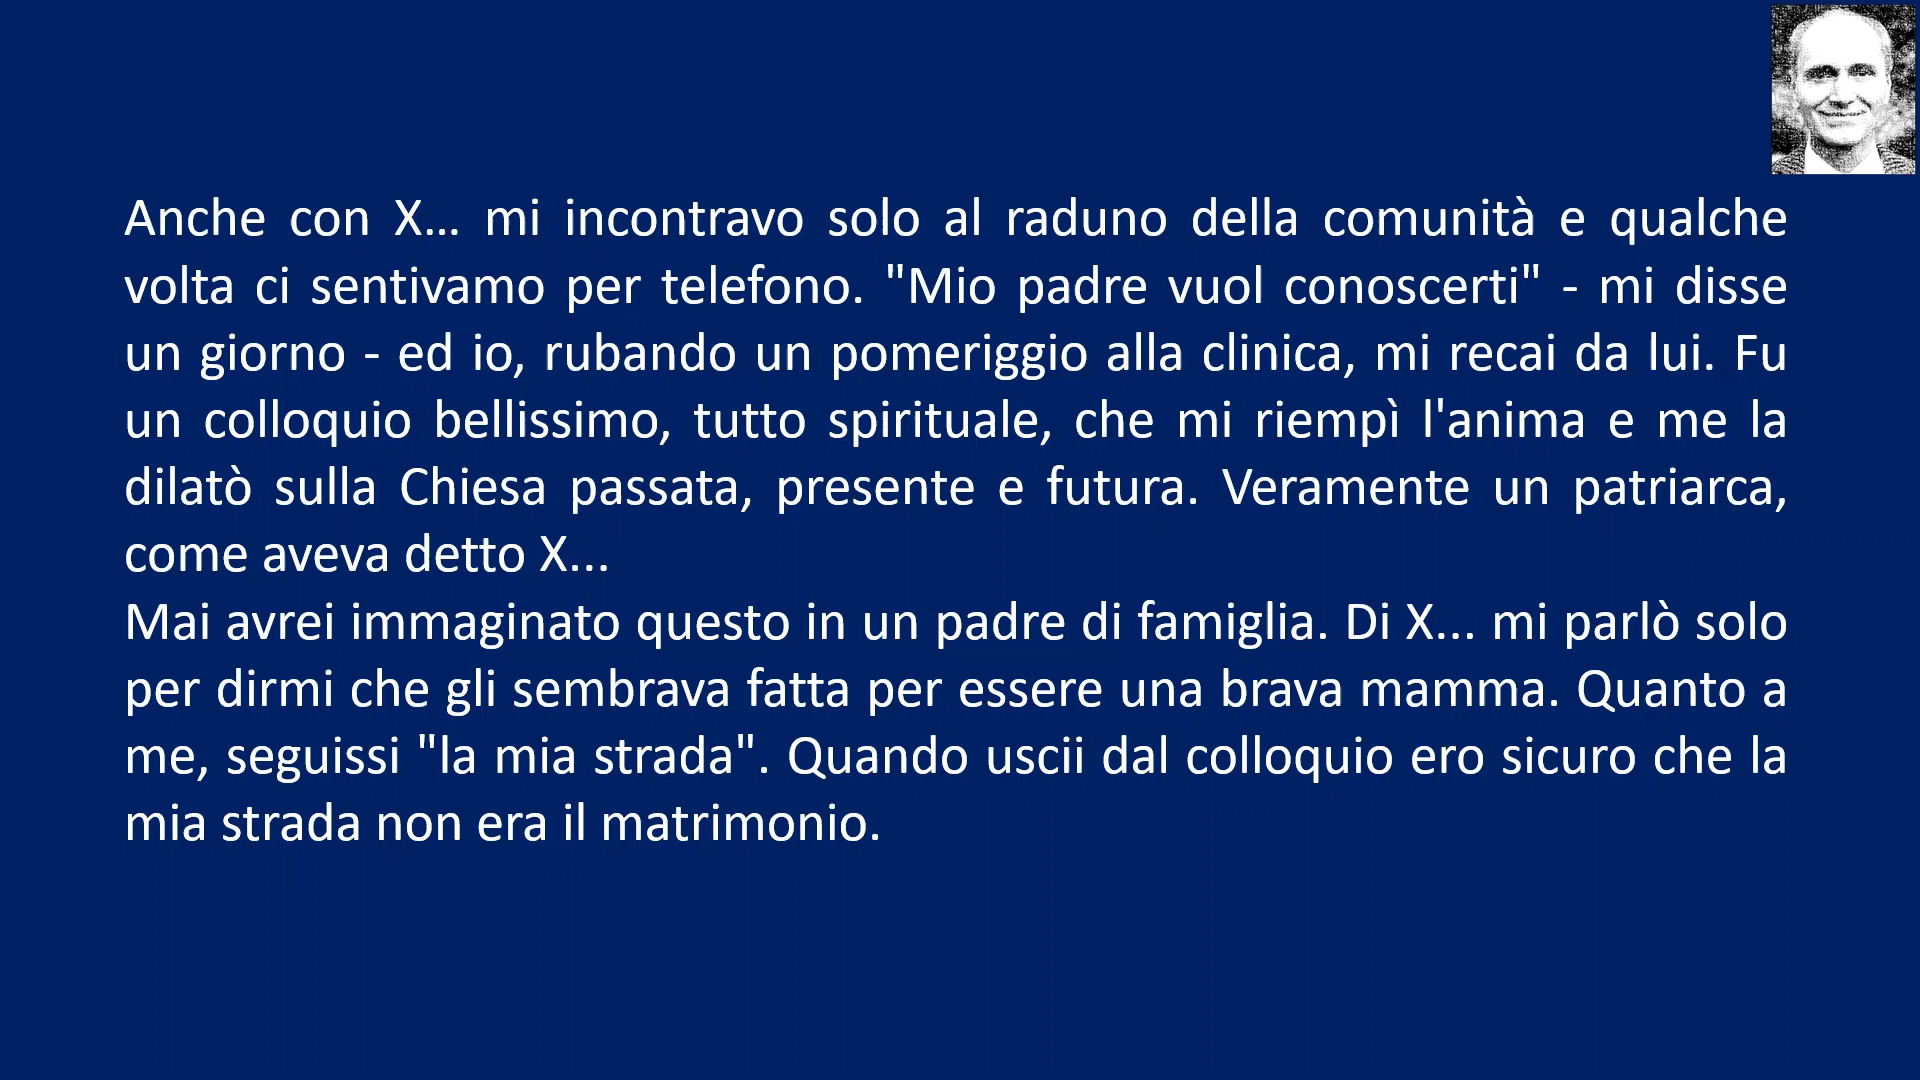 Anche con X... mi incontravo solo al raduno della comunità e qualche
volta ci sentivamo per telefono. "Mio padre vuol conoscerti" - mi disse
un giorno - ed io, rubando un pomeriggio alla clinica, mi recai da lui. Fu
un colloquio bellissimo, tutto spirituale, che mi riempì l'anima e me la
dilatò sulla Chiesa passata, presente e futura. Veramente un patriarca,
come aveva detto X...
Mai avrei immaginato questo in un padre di famiglia. Di X... mi parlò solo
per dirmi che gli sembrava fatta per essere una brava mamma. Quanto a
me, seguissi "la mia strada". Quando uscii dal colloquio ero sicuro che la
mia strada non era il matrimonio.